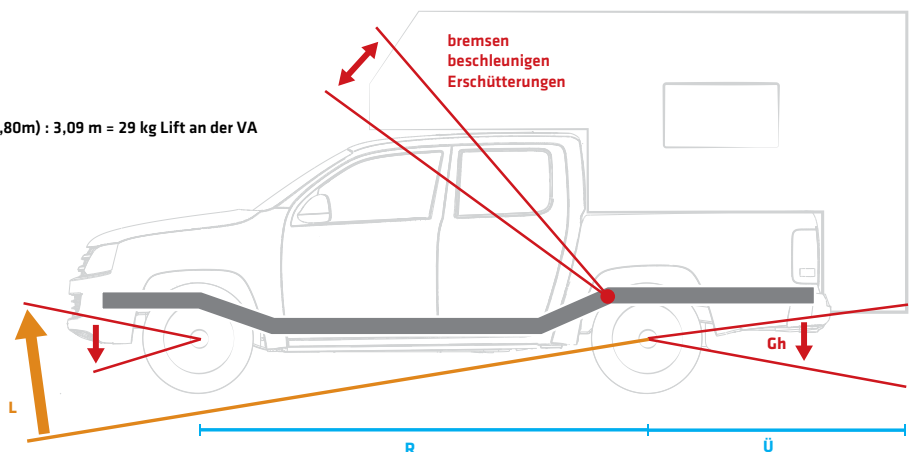 bremsen
beschleunigen
Erschütterungen
,80m) : 3,09 m = 29 kg Lift an der VA
Gh
L
R
Ü